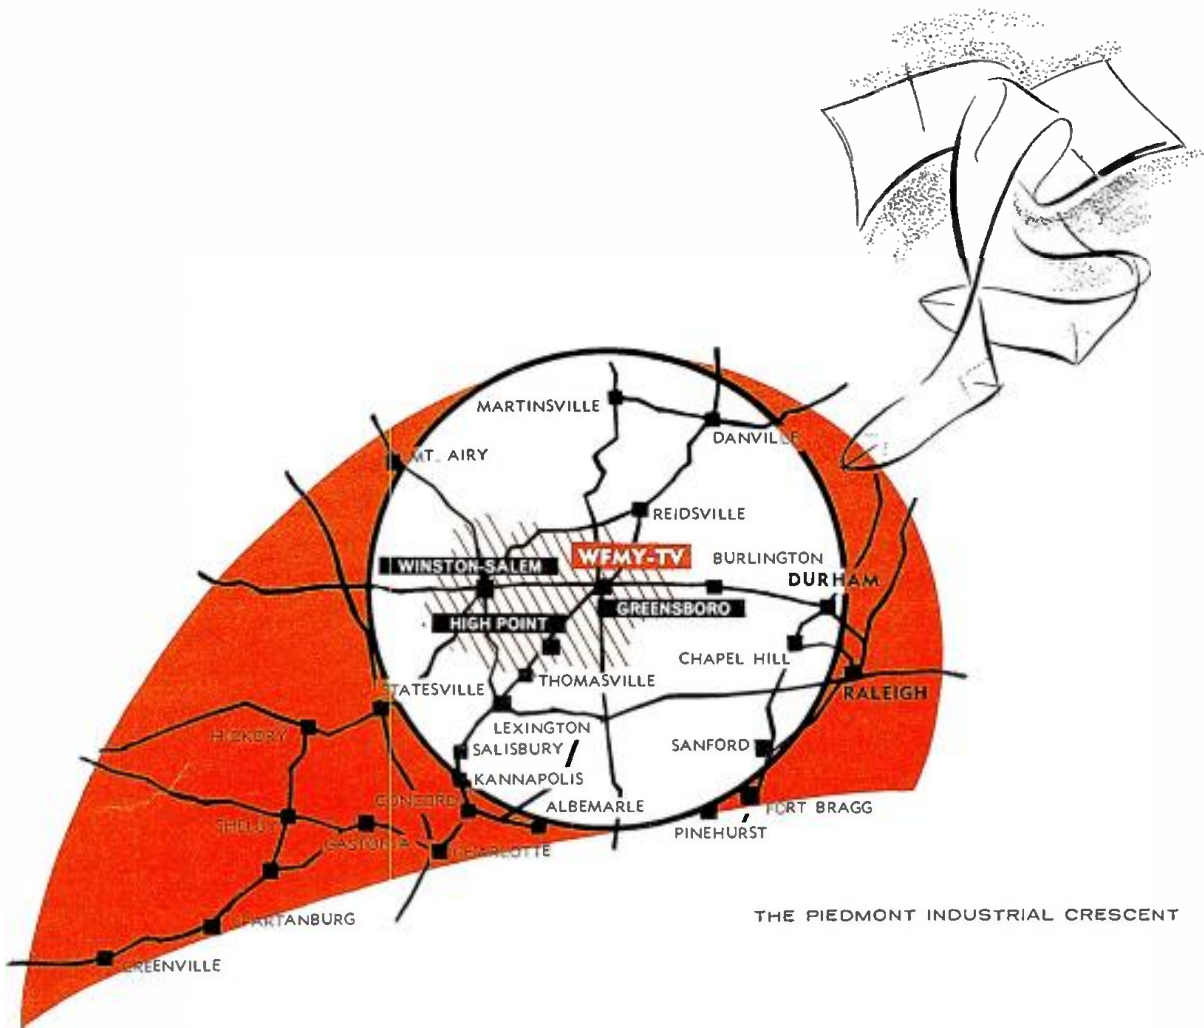 MARTINSVILLE
DANVILLE
MT. AIRY
REIDSVILLE
WFMY-TV
BURLINGTON
WINSTON-SALEM
DURHAM
GREENSBORO
HIGH POINT
CHAPEL HILL
THOMASVILLE
STATESVILLE
RALEIGH
LEXINGTON
HICKORY
SANFORD
SALISBURY
KANNAPOLIS
CONCORD
ALBEMARLE
FORT BRAGG
SHELBY
PINEHURST
GASTONIA
CHARLOTTE
SPARTANBURG
THE PIEDMONT INDUSTRIAL CRESCENT
GREENVILLE